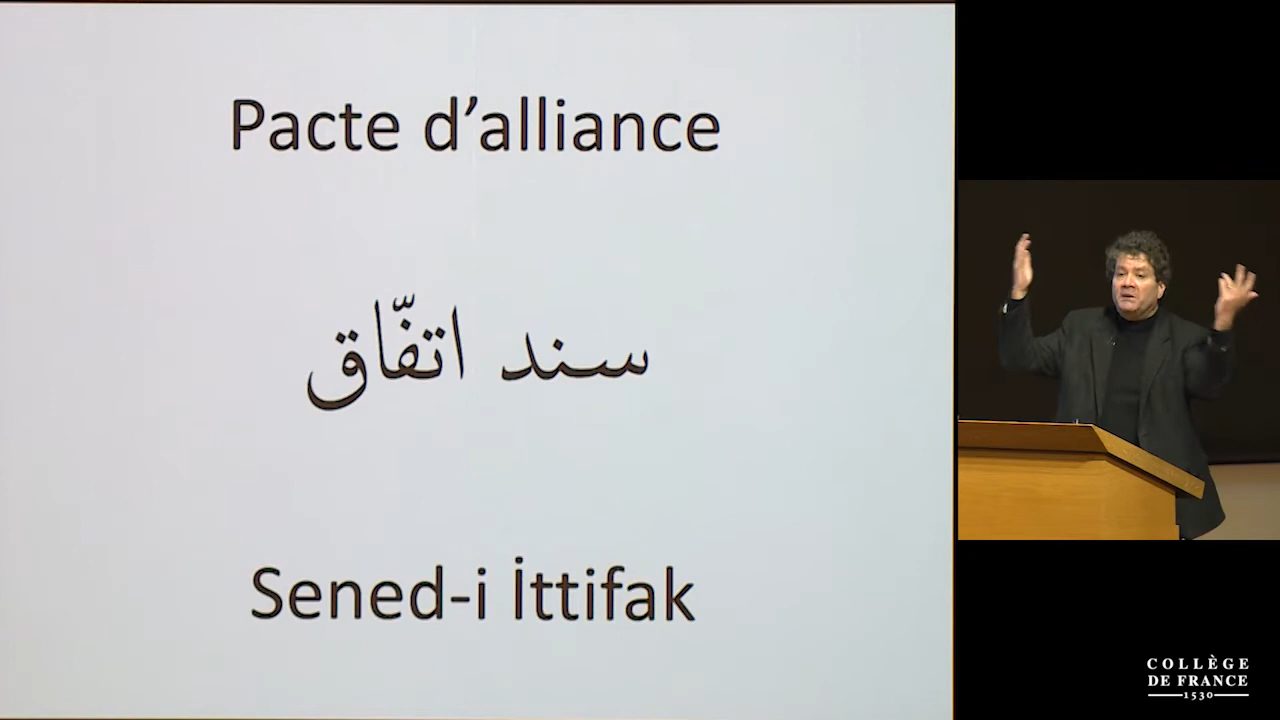 Pacte d’alliance
سند اتفّاق
Sened-i İttifak
COLLÈGE
DE FRANCE
1530